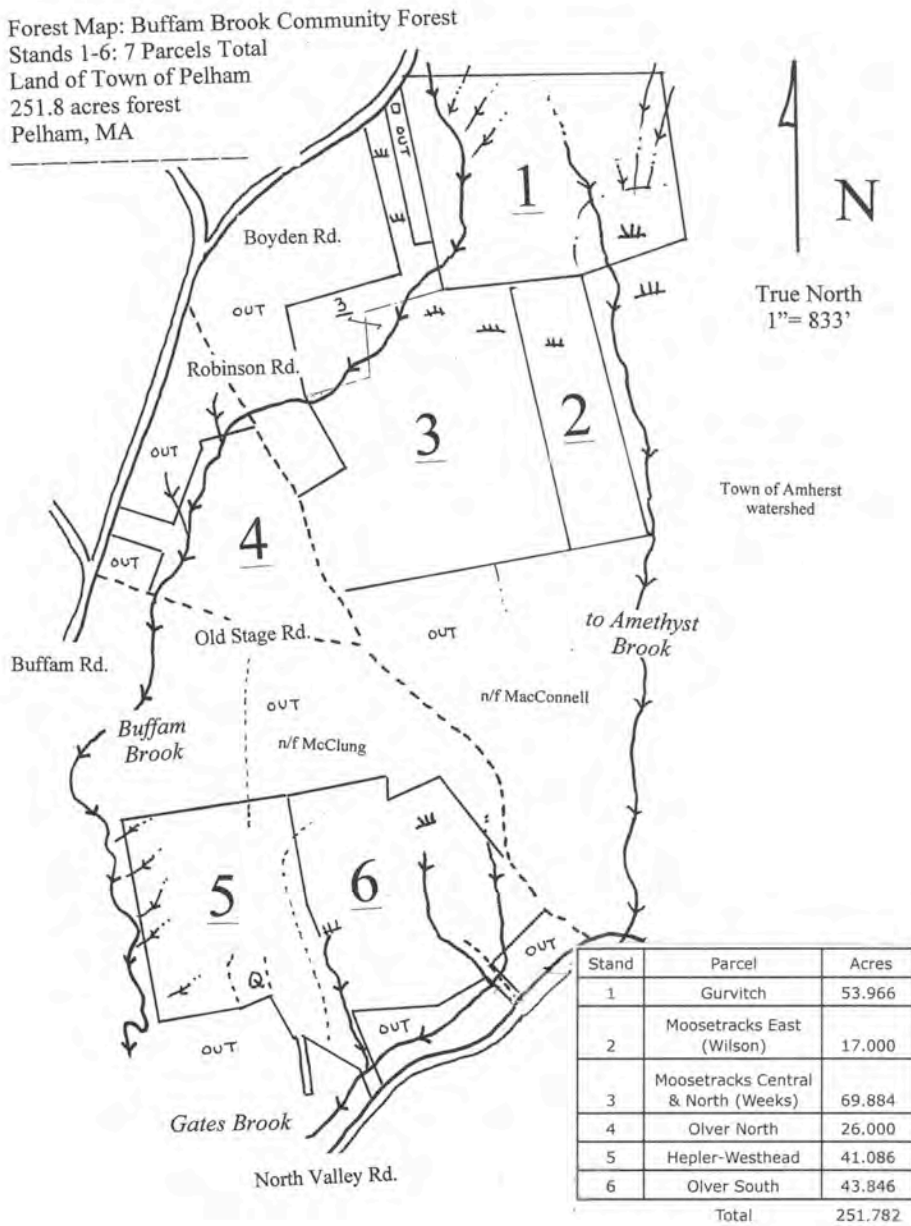 Forest Map: Buffam Brook Community Forest
Stands 1-6: 7 Parcels Total
Land of Town of Pelham
251.8 acres forest
Pelham, MA
OUT
1
N
True North
1"= 833'
Boyden Rd.
OUT
3
Robinson Rd.
3
2
OUT
Town of Amherst
watershed
4
OUT
Old Stage Rd.
OUT
to Amethyst
Brook
Buffam Rd.
OUT
n/f MacConnell
Buffam
Brook
n/f McClung
5
6
Q
OUT
OUT
OUT
Gates Brook
North Valley Rd.
Stand Parcel Acres
1 Gurvitch 53.966
2 Moosetracks East
(Wilson) 17.000
3 Moosetracks Central
& North (Weeks) 69.884
4 Olver North 26.000
5 Hepler-Westhead 41.086
6 Olver South 43.846
Total 251.782